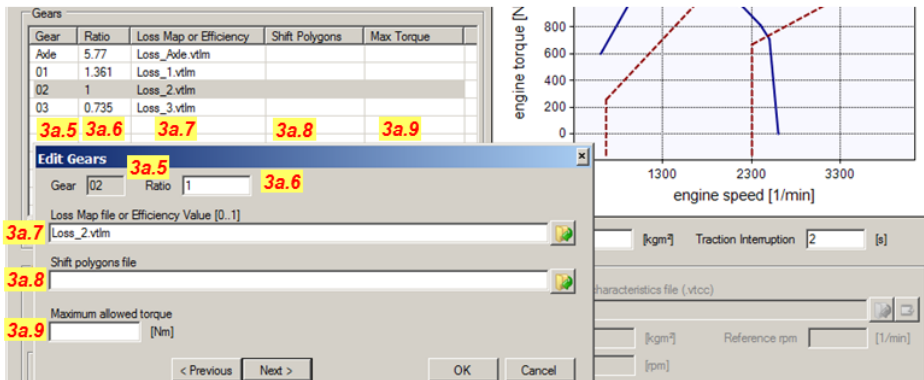 Gears
Gear Ratio Loss Map or Efficiency Shift Polygons Max Torque
Axle 5.77 Loss_Axle.vtlm
01 1.361 Loss_1.vtlm
02 1 Loss_2.vtlm
03 0.735 Loss_3.vtlm
3a.5 3a.6 3a.7 3a.8 3a.9
Edit Gears
3a.5
Gear 02 Ratio 1 3a.6
Loss Map file or Efficiency Value [0..1]
3a.7 Loss_2.vtlm
Shift polygons file
3a.8
Maximum allowed torque
3a.9 [Nm]
< Previous Next > OK Cancel
engine torque [N
800
600
400
200
0
1300 2300 3300
engine speed [1/min]
[kgm²] Traction Interruption 2 [s]
haracteristics file (.vtcc)
[kgm²] Reference rpm [1/min]
[rpm]